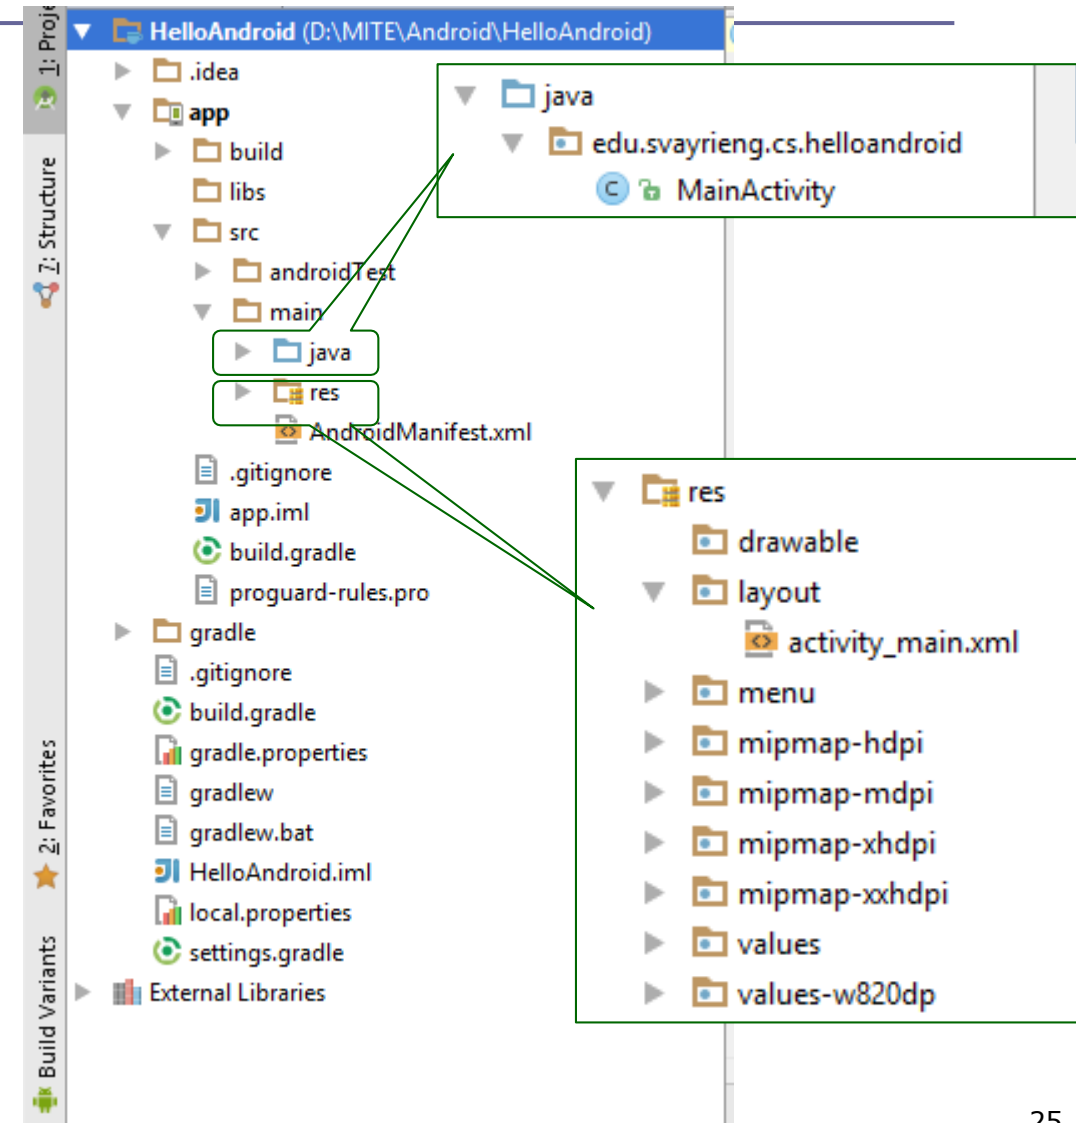 1: Proje
7: Structure
2: Favorites
Build Variants
HelloAndroid (D:\MITE\Android\HelloAndroid)
.idea
app
build
libs
src
androidTest
main
java
res
AndroidManifest.xml
.gitignore
app.iml
build.gradle
proguard-rules.pro
gradle
.gitignore
build.gradle
gradle.properties
gradlew
gradlew.bat
HelloAndroid.iml
local.properties
settings.gradle
External Libraries
java
edu.svayrieng.cs.helloandroid
C MainActivity
res
drawable
layout
activity_main.xml
menu
mipmap-hdpi
mipmap-mdpi
mipmap-xhdpi
mipmap-xxhdpi
values
values-w820dp
25